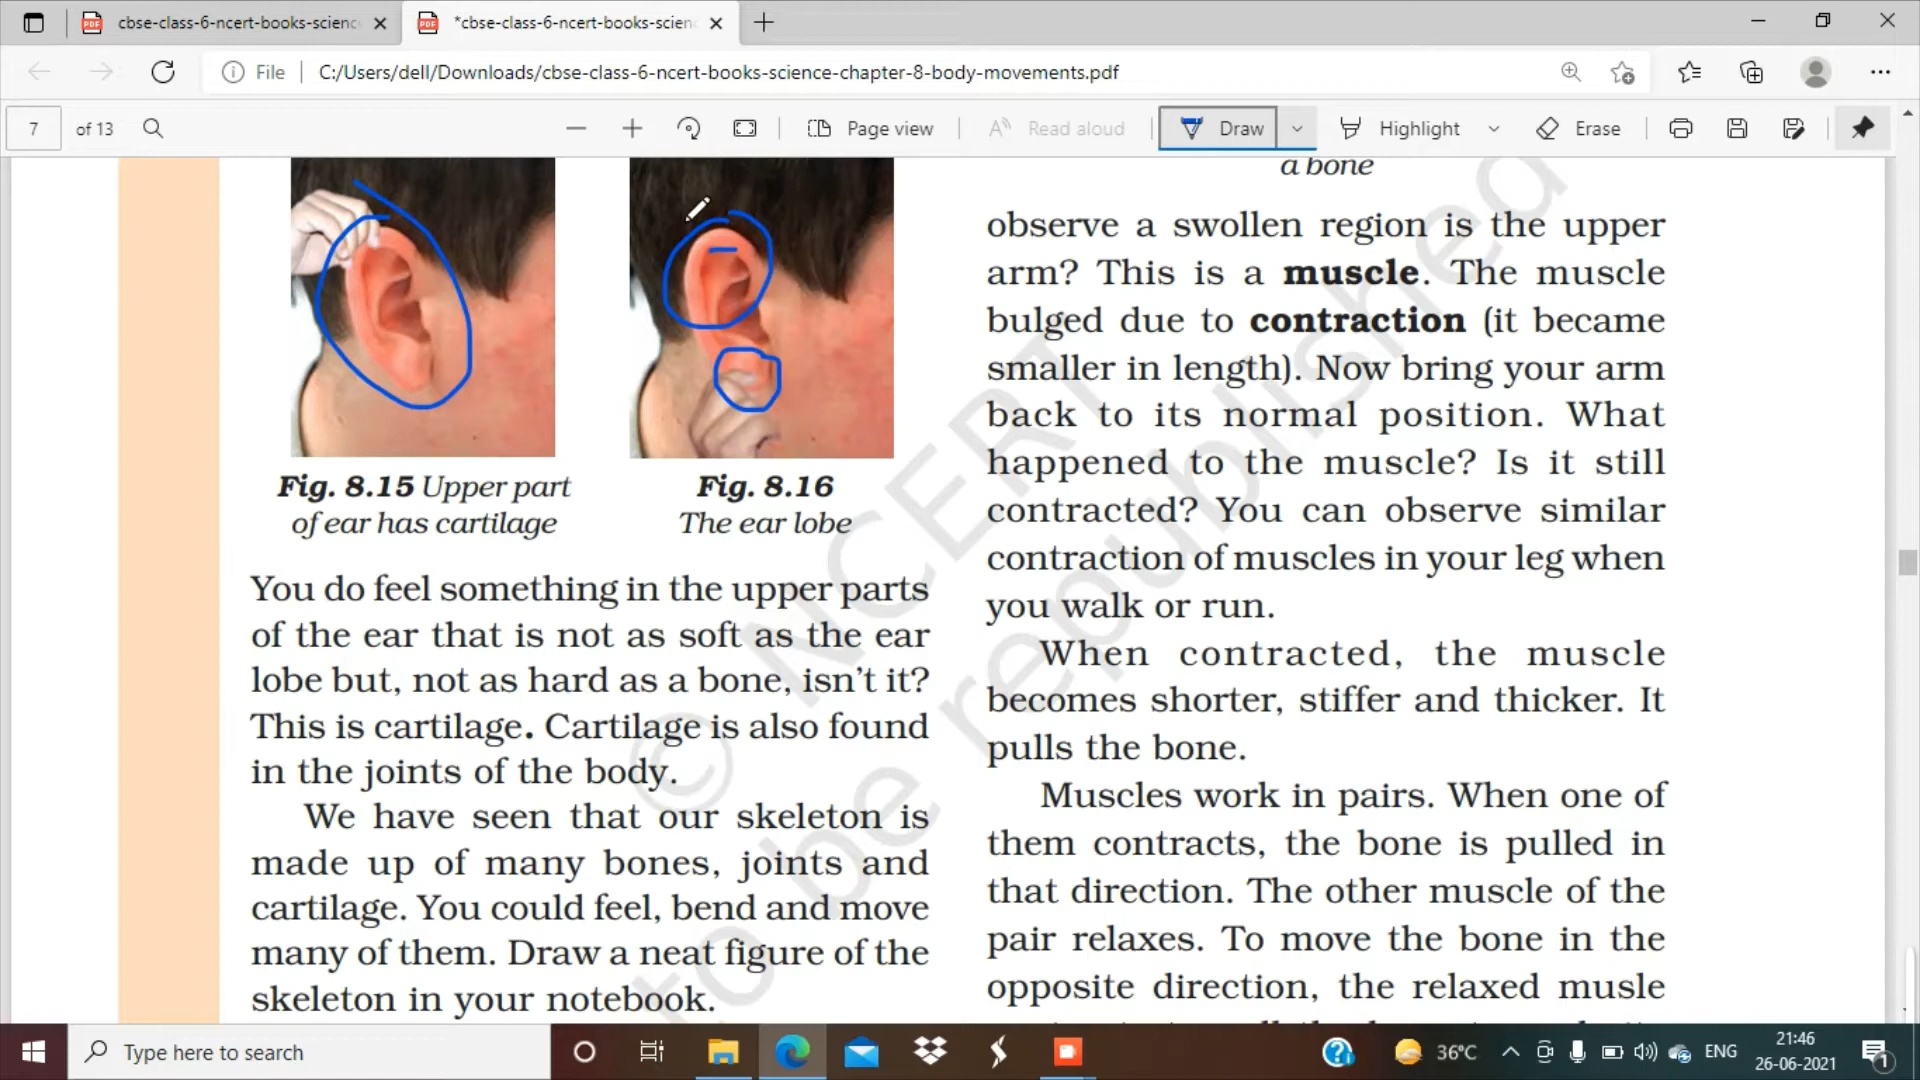 cbse-class-6-ncert-books-science
*cbse-class-6-ncert-books-scien
File
C:/Users/dell/Downloads/cbse-class-6-ncert-books-science-chapter-8-body-movements.pdf
7 of 13
Page view
Read aloud
Draw
Highlight
Erase
Fig. 8.15 Upper part
of ear has cartilage
Fig. 8.16
The ear lobe
You do feel something in the upper parts
of the ear that is not as soft as the ear
lobe but, not as hard as a bone, isn't it?
This is cartilage. Cartilage is also found
in the joints of the body.
We have seen that our skeleton is
made up of many bones, joints and
cartilage. You could feel, bend and move
many of them. Draw a neat figure of the
skeleton in your notebook.
a bone
observe a swollen region is the upper
arm? This is a muscle. The muscle
bulged due to contraction (it became
smaller in length). Now bring your arm
back to its normal position. What
happened to the muscle? Is it still
contracted? You can observe similar
contraction of muscles in your leg when
you walk or run.
When contracted, the muscle
becomes shorter, stiffer and thicker. It
pulls the bone.
Muscles work in pairs. When one of
them contracts, the bone is pulled in
that direction. The other muscle of the
pair relaxes. To move the bone in the
opposite direction, the relaxed musle
© NCERT
to be republished
Type here to search
36°C
ENG
21:46
26-06-2021
1